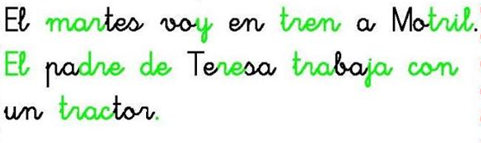 El martes voy en tren a Motril.
El padre de Teresa trabaja con
un tractor.